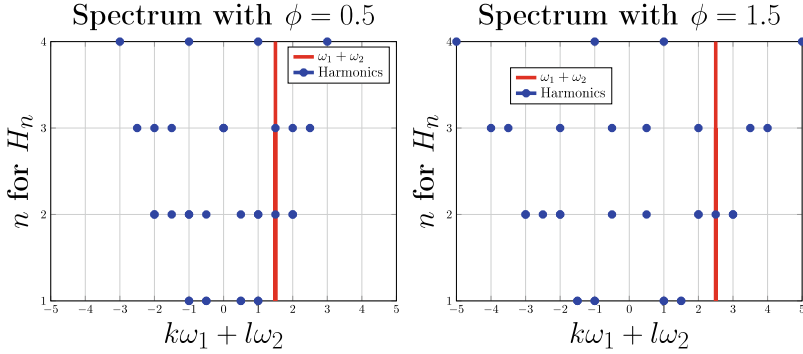 Spectrum with ϕ = 0.5
4
3
2
1
n for Hₙ
ω₁ + ω₂
Harmonics
−5 −4 −3 −2 −1 0 1 2 3 4 5
kω₁ + lω₂
Spectrum with ϕ = 1.5
4
3
2
1
n for Hₙ
ω₁ + ω₂
Harmonics
−5 −4 −3 −2 −1 0 1 2 3 4 5
kω₁ + lω₂